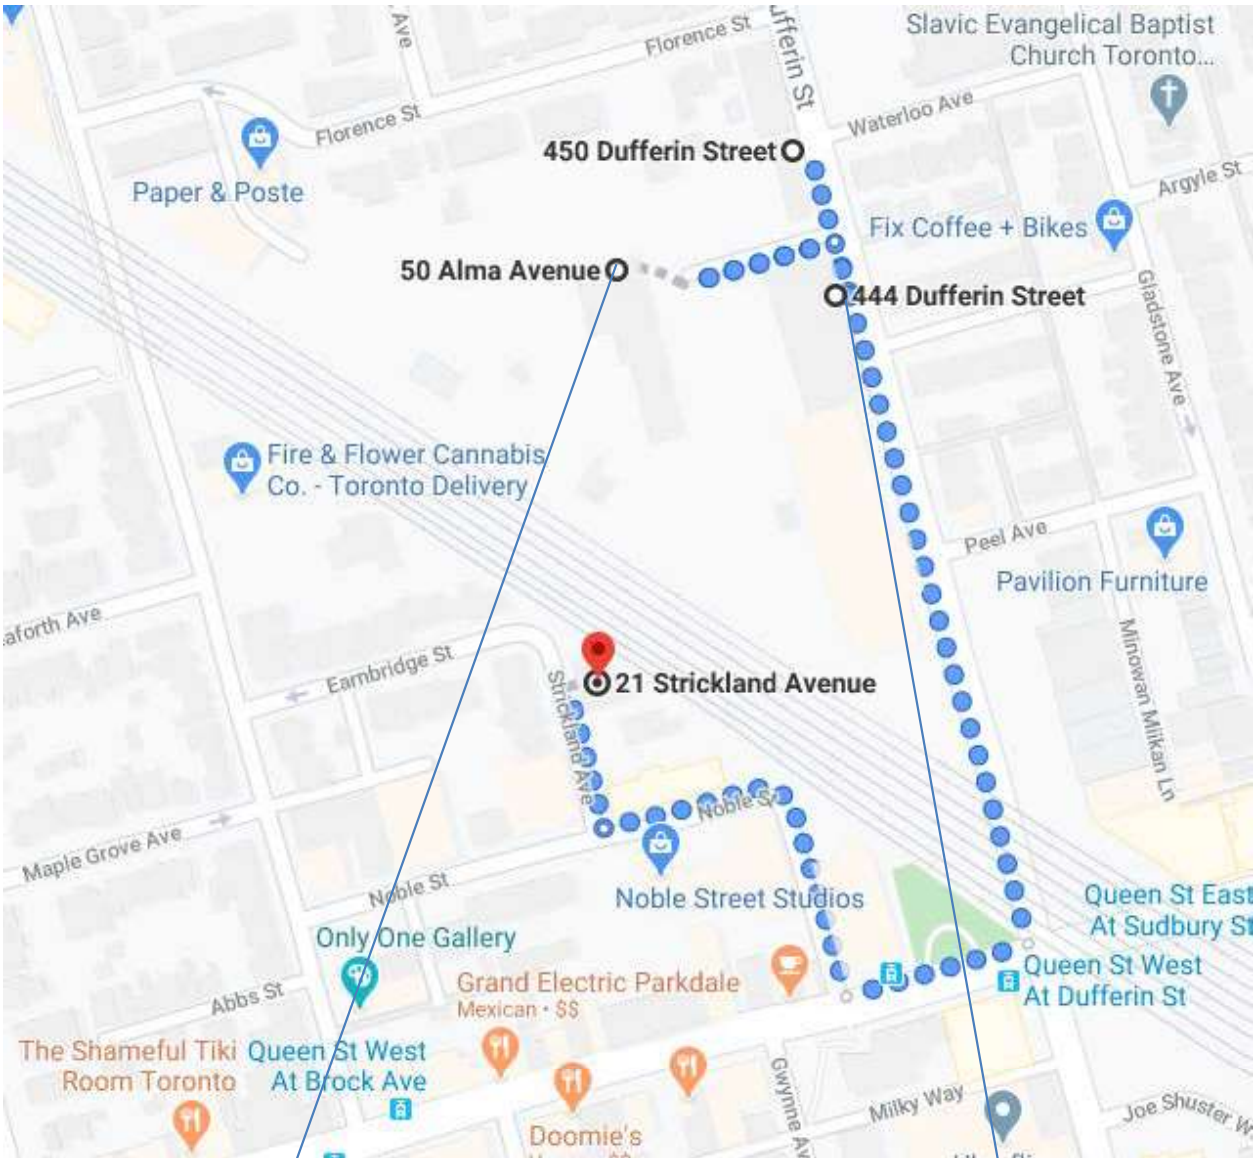 Slavic Evangelical Baptist
Church Toronto...
Ave
Florence St
ufferin St
Waterloo Ave
Florence St
450 Dufferin Street
Paper & Poste
Argyle St
Fix Coffee + Bikes
50 Alma Avenue
444 Dufferin Street
Gladstone Ave
Fire & Flower Cannabis
Co. - Toronto Delivery
Peel Ave
Pavilion Furniture
aforth Ave
Minowan Miikan Ln
Earnbridge St
21 Strickland Avenue
Strickland Ave
Noble St
Maple Grove Ave
Noble St
Noble Street Studios
Queen St East
At Sudbury St
Only One Gallery
Queen St West
At Dufferin St
Grand Electric Parkdale
Mexican • $$
Abbs St
The Shameful Tiki
Room Toronto
Queen St West
At Brock Ave
Gwynne Av
Milky Way
Joe Shuster W
Doomie's